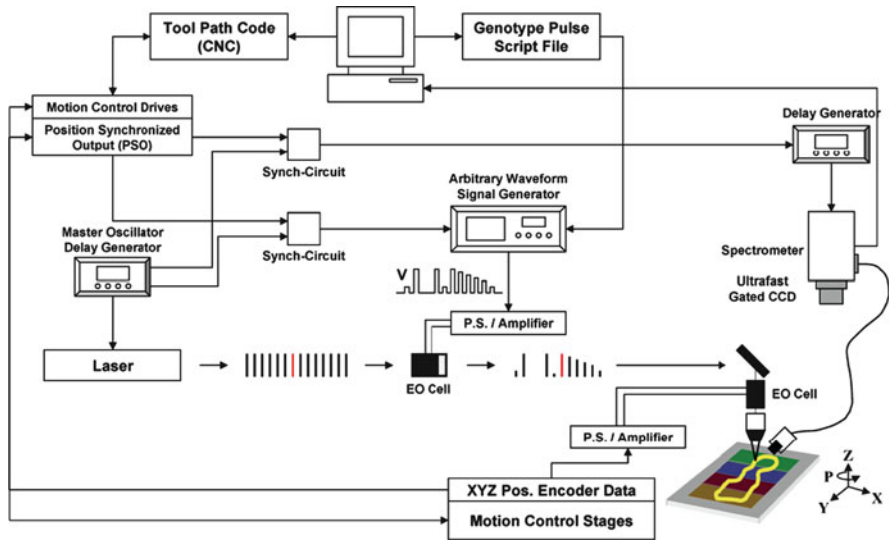 Tool Path Code
(CNC)
Genotype Pulse
Script File
Motion Control Drives
Position Synchronized
Output (PSO)
Delay Generator
Synch-Circuit
Arbitrary Waveform
Signal Generator
Master Oscillator
Delay Generator
Synch-Circuit
Spectrometer
Ultrafast
Gated CCD
V
P.S. / Amplifier
Laser
EO Cell
EO Cell
P.S. / Amplifier
XYZ Pos. Encoder Data
Motion Control Stages
Z
P
Y
X